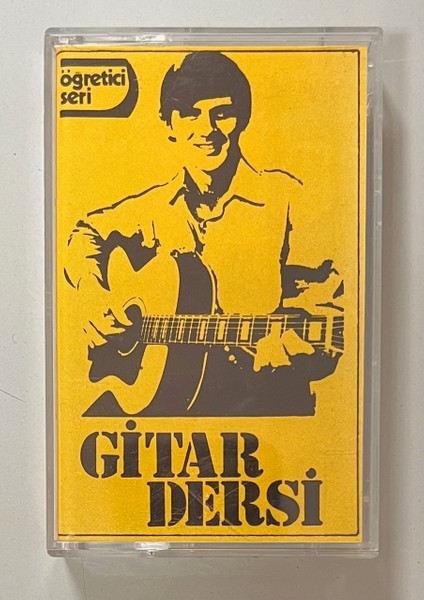 öğretici
seri
GİTAR
DERSİ